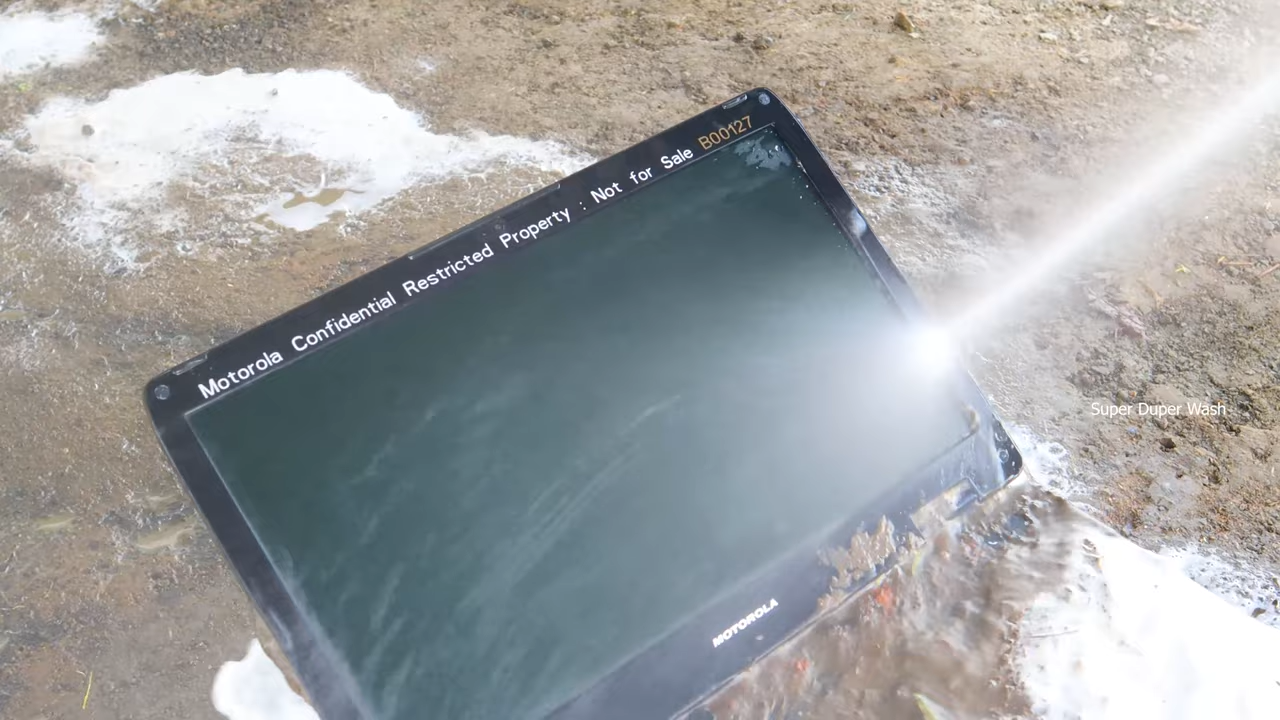 Motorola Confidential Restricted Property : Not for Sale B00127
Super Duper Wash
MOTOROLA